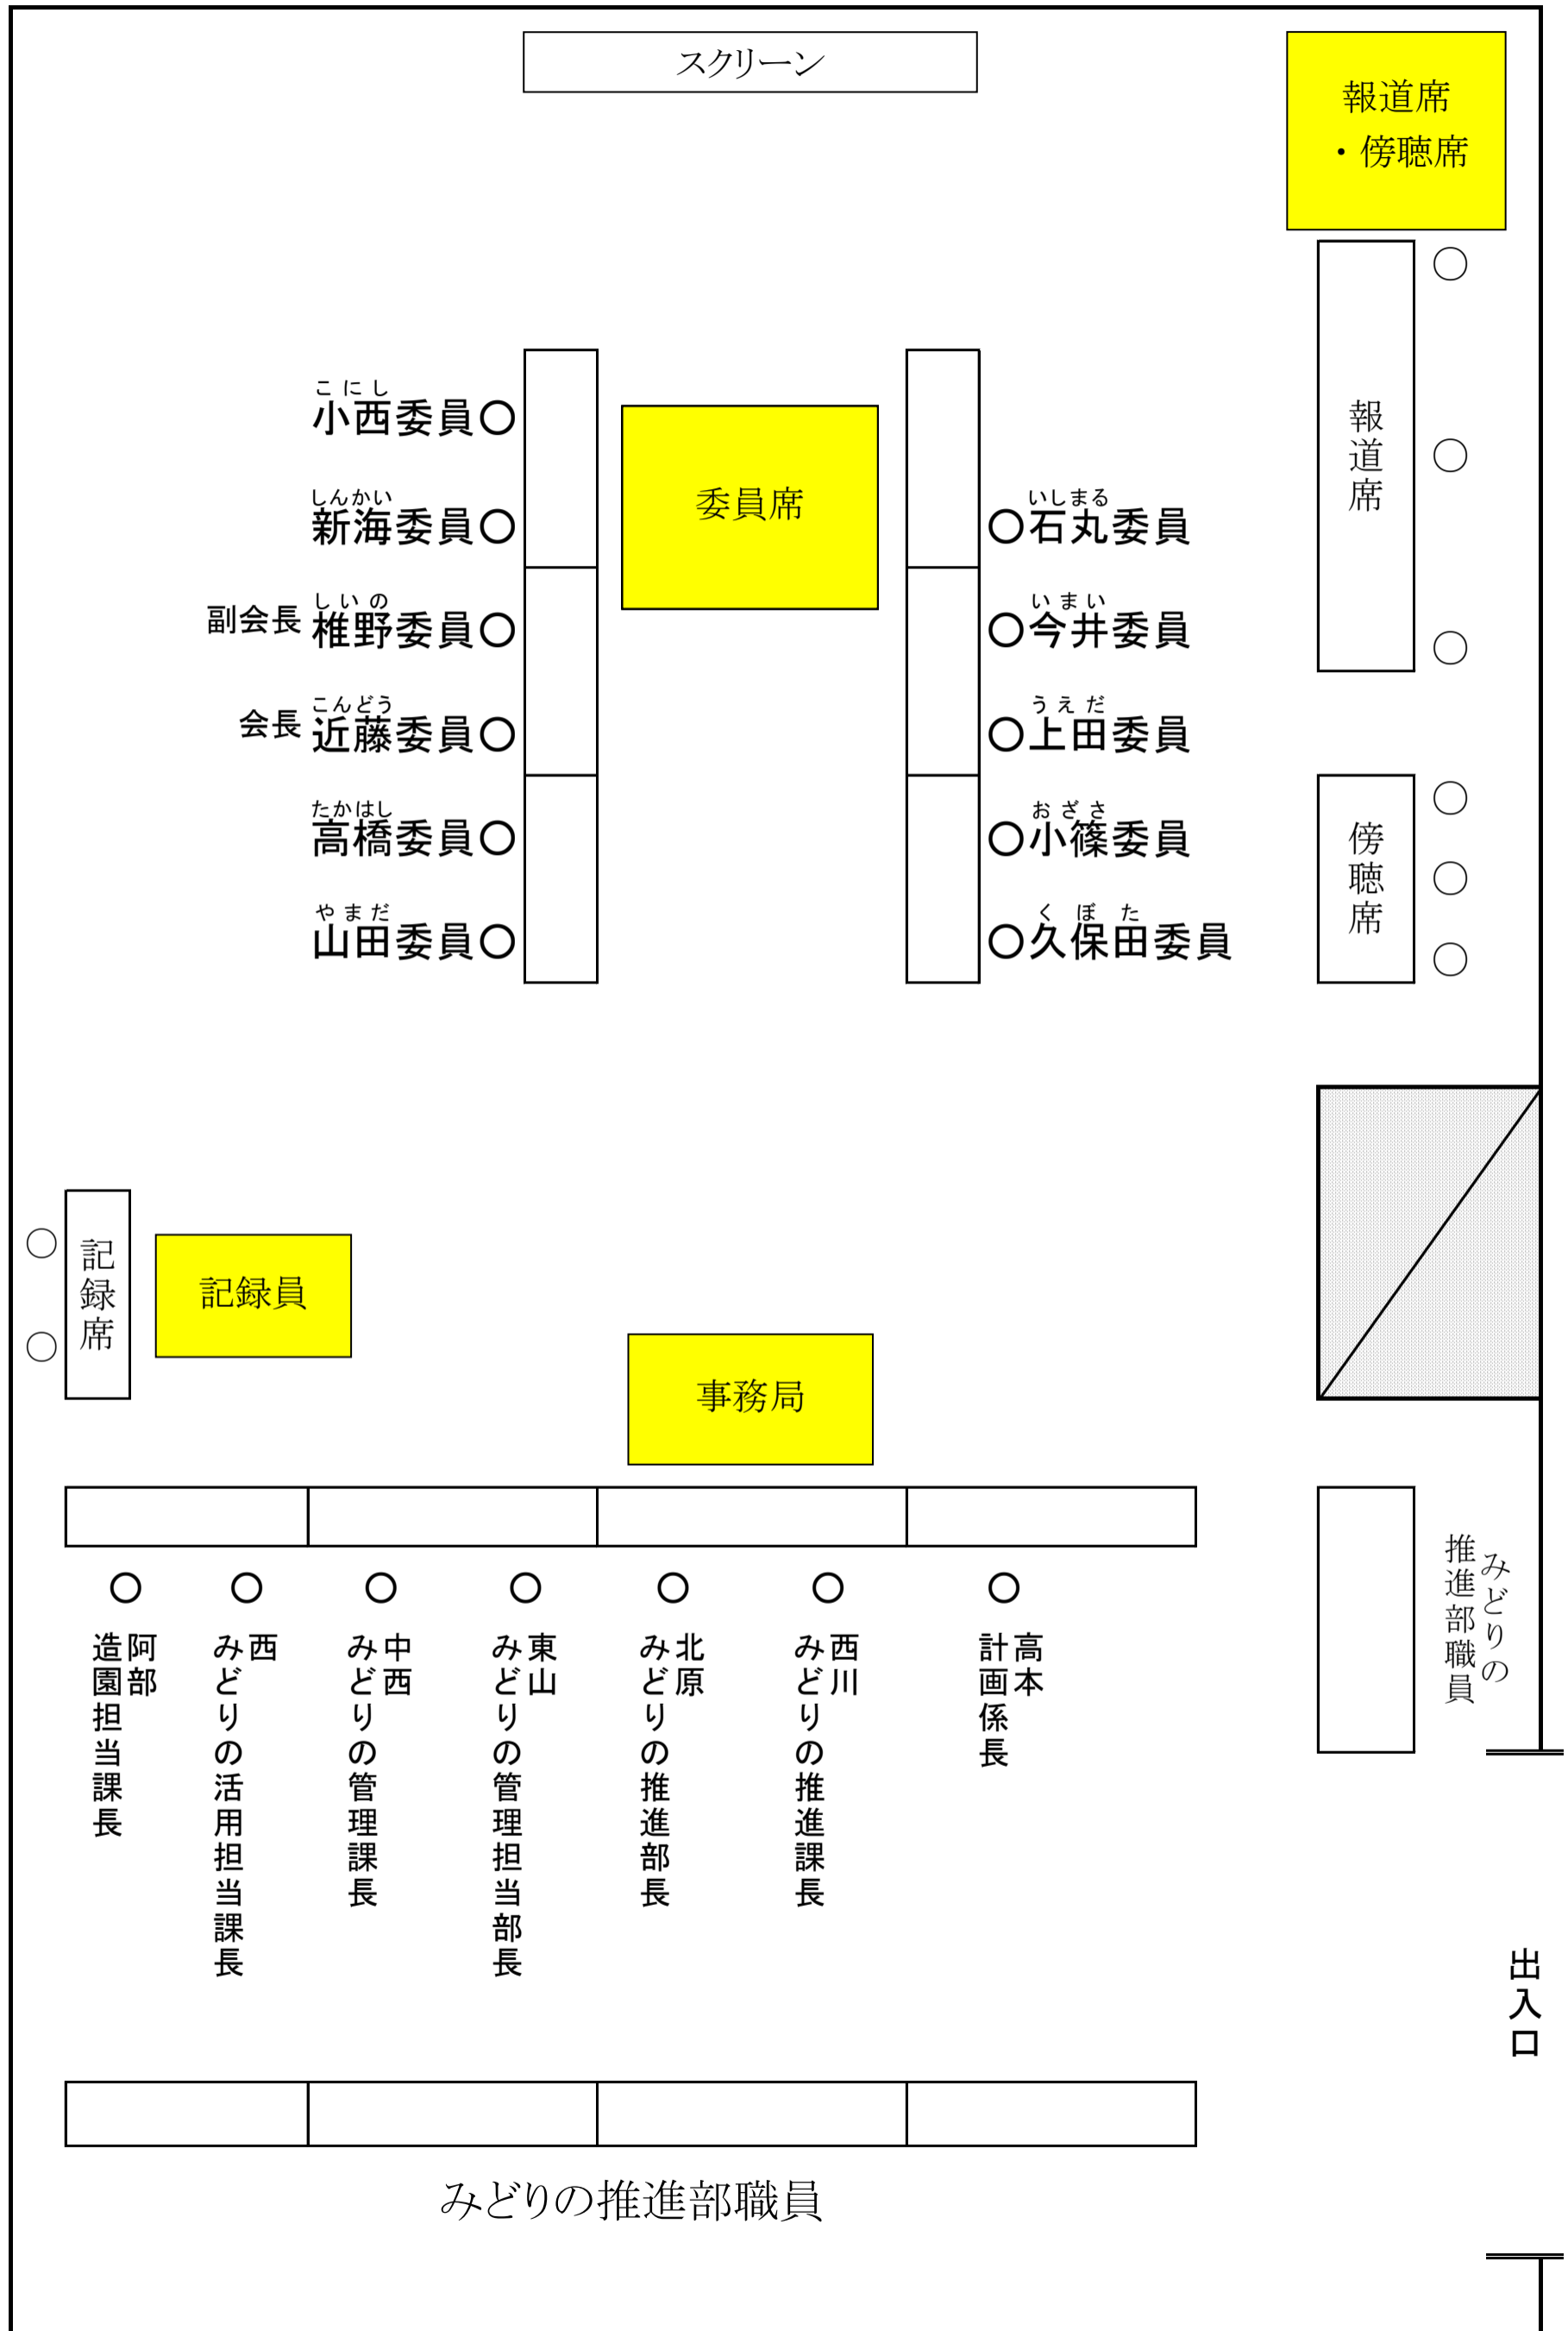 スクリーン
報道席
・傍聴席
報道席
こにし
小西委員○
しんかい
新海委員○
しいの
副会長 椎野委員○
こんどう
会長 近藤委員○
たかはし
高橋委員○
やまだ
山田委員○
委員席
いしまる
○石丸委員
いまい
○今井委員
うえだ
○上田委員
おざさ
○小篠委員
くぼた
○久保田委員
傍聴席
記録席
記録員
事務局
阿部
造園担当課長
西
みどりの活用担当課長
中西
みどりの管理課長
東山
みどりの管理担当部長
北原
みどりの推進部長
西川
みどりの推進課長
高本
計画係長
みどりの
推進部職員
出入口
みどりの推進部職員